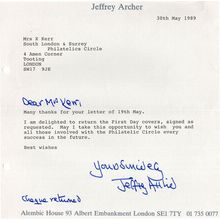 Jeffrey Archer
30th May 1989
Mrs R Kerr
South London & Surrey
Philatelics Circle
4 Amen Corner
Tooting
LONDON
SW17 9JE
Dear Mrs Kerr,
Many thanks for your letter of 19th May.
I am delighted to return the First Day covers, signed as
requested. May I take this opportunity to wish you and
all those involved with the Philatelic Circle every
success in the future.
Best wishes
Yours sincerely
Jeffrey Archer
Cheque returned
Alembic House 93 Albert Embankment London SE1 7TY 01 735 0077